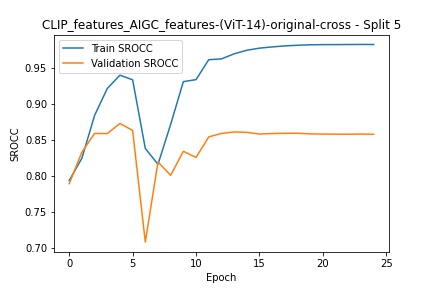 CLIP_features_AIGC_features-(ViT-14)-original-cross - Split 5
Train SROCC
Validation SROCC
0.95
0.90
0.85
0.80
0.75
0.70
SROCC
0
5
10
15
20
25
Epoch